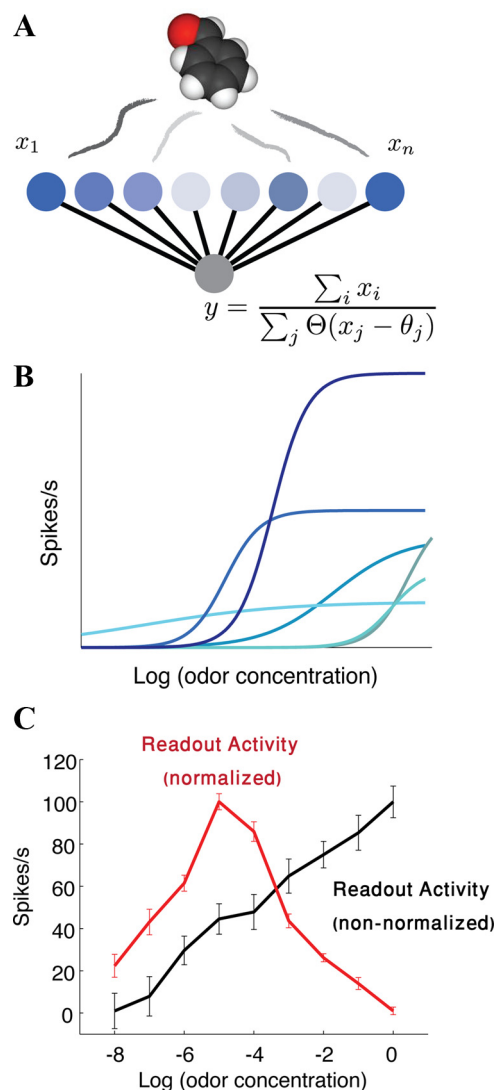 A
x₁
xₙ
y = ∑ᵢ xᵢ / ∑ⱼ Θ(xⱼ − θⱼ)
B
Spikes/s
Log (odor concentration)
C
Readout Activity
(normalized)
120
100
80
60
40
20
0
Spikes/s
Readout Activity
(non-normalized)
-8
-6
-4
-2
0
Log (odor concentration)